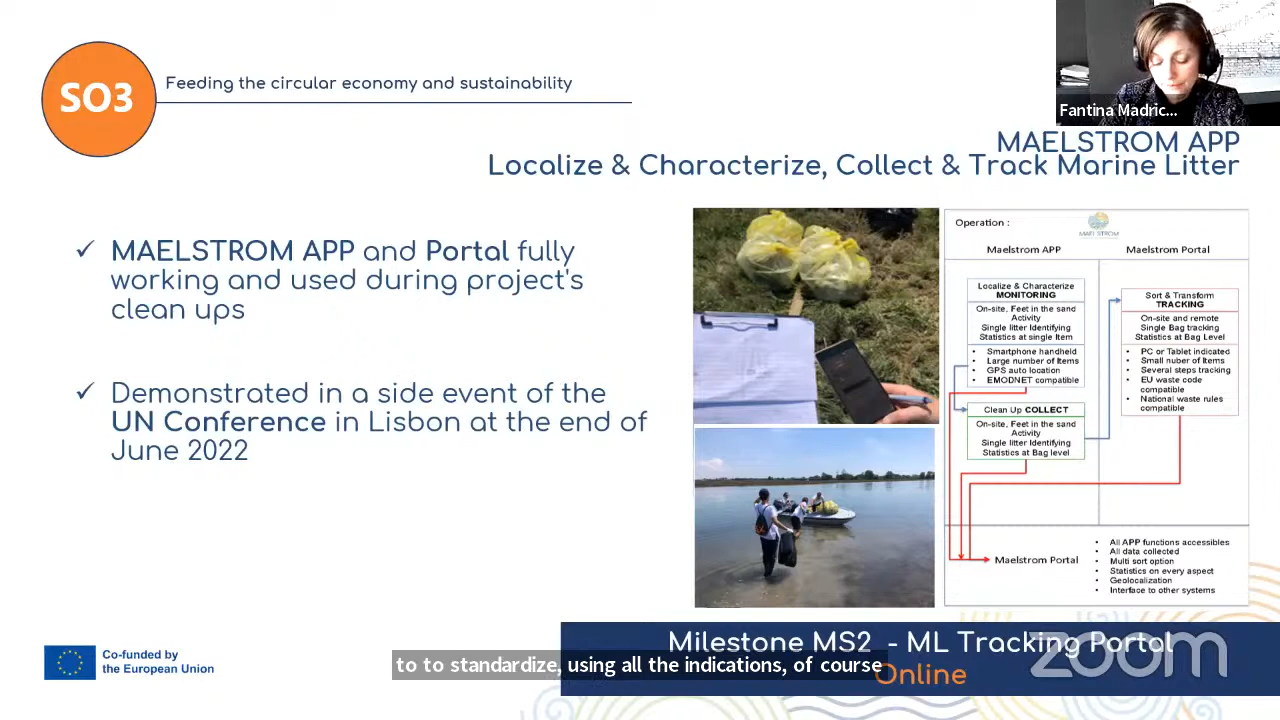 SO3
Feeding the circular economy and sustainability
Fantina Madric...
MAELSTROM APP
Localize & Characterize, Collect & Track Marine Litter
✓ MAELSTROM APP and Portal fully
working and used during project's
clean ups
✓ Demonstrated in a side event of the
UN Conference in Lisbon at the end of
June 2022
Operation :
MAELSTROM
Maelstrom APP
Maelstrom Portal
Localize & Characterize
MONITORING
On-site, Feet in the sand
Activity
Single litter Identifying
Statistics at single Item
• Smartphone handheld
• Large number of Items
• GPS auto location
• EMODNET compatible
Clean Up COLLECT
On-site, Feet in the sand
Activity
Single litter Identifying
Statistics at Bag level
Sort & Transform
TRACKING
On-site and remote
Single Bag tracking
Statistics at Bag Level
• PC or Tablet indicated
• Small nuber of Items
• Several steps tracking
• EU waste code
compatible
• National waste rules
compatible
Maelstrom Portal
• All APP functions accessibles
• All data collected
• Multi sort option
• Statistics on every aspect
• Geolocalization
• Interface to other systems
Co-funded by
the European Union
Milestone MS2 - ML Tracking Portal
Online
zoom
to to standardize, using all the indications, of course